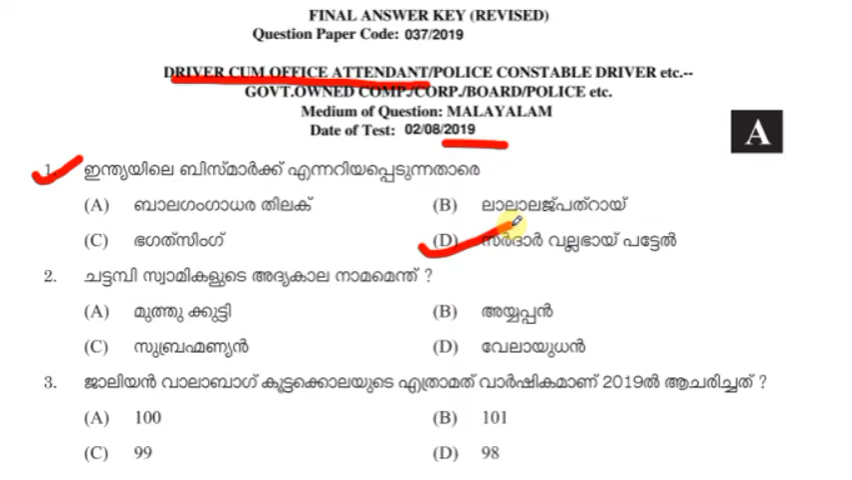 FINAL ANSWER KEY (REVISED)
Question Paper Code: 037/2019
DRIVER CUM OFFICE ATTENDANT/POLICE CONSTABLE DRIVER etc.--
GOVT.OWNED COMP./CORP./BOARD/POLICE etc.
Medium of Question: MALAYALAM
Date of Test: 02/08/2019
A
1. ഇന്ത്യയിലെ ബിസ്മാർക്ക് എന്നറിയപ്പെടുന്നതാരെ
(A) ബാലഗംഗാധര തിലക് (B) ലാലാലജ്പത്റായ്
(C) ഭഗത്സിംഗ് (D) സർദാർ വല്ലഭായ് പട്ടേൽ
2. ചട്ടമ്പി സ്വാമികളുടെ അദ്യകാല നാമമെന്ത് ?
(A) മുത്തു ക്കുട്ടി (B) അയ്യപ്പൻ
(C) സുബ്രഹ്മണ്യൻ (D) വേലായുധൻ
3. ജാലിയൻ വാലാബാഗ് കൂട്ടക്കൊലയുടെ എത്രാമത് വാർഷികമാണ് 2019ൽ ആചരിച്ചത് ?
(A) 100 (B) 101
(C) 99 (D) 98